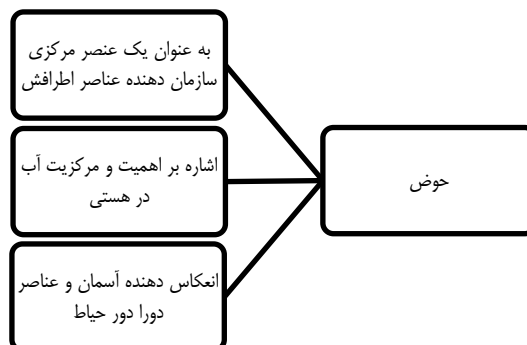 به عنوان یک عنصر مرکزی
سازمان دهنده عناصر اطرافش
اشاره بر اهمیت و مرکزیت آب
در هستی
حوض
انعکاس دهنده آسمان و عناصر
دورا دور حیاط